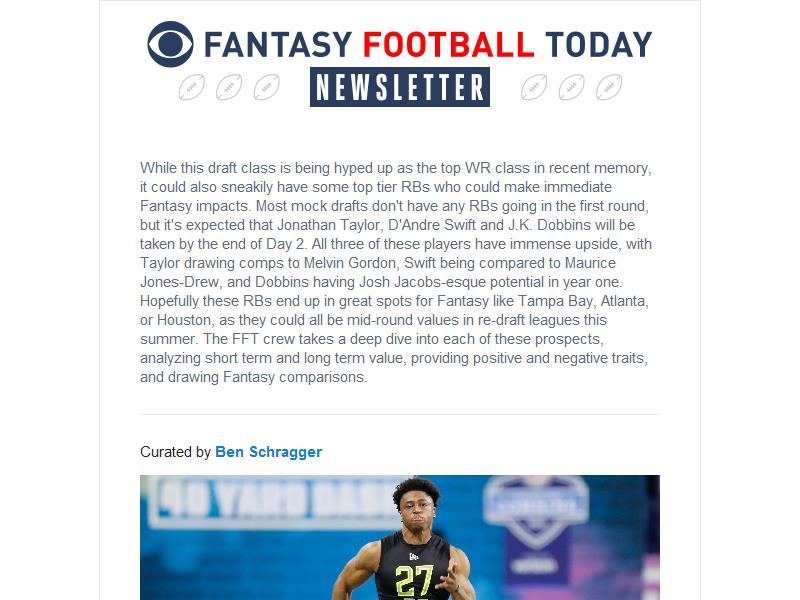 FANTASY FOOTBALL TODAY
NEWSLETTER
While this draft class is being hyped up as the top WR class in recent memory,
it could also sneakily have some top tier RBs who could make immediate
Fantasy impacts. Most mock drafts don't have any RBs going in the first round,
but it's expected that Jonathan Taylor, D'Andre Swift and J.K. Dobbins will be
taken by the end of Day 2. All three of these players have immense upside, with
Taylor drawing comps to Melvin Gordon, Swift being compared to Maurice
Jones-Drew, and Dobbins having Josh Jacobs-esque potential in year one.
Hopefully these RBs end up in great spots for Fantasy like Tampa Bay, Atlanta,
or Houston, as they could all be mid-round values in re-draft leagues this
summer. The FFT crew takes a deep dive into each of these prospects,
analyzing short term and long term value, providing positive and negative traits,
and drawing Fantasy comparisons.
Curated by Ben Schragger
40 YARD DASH
27